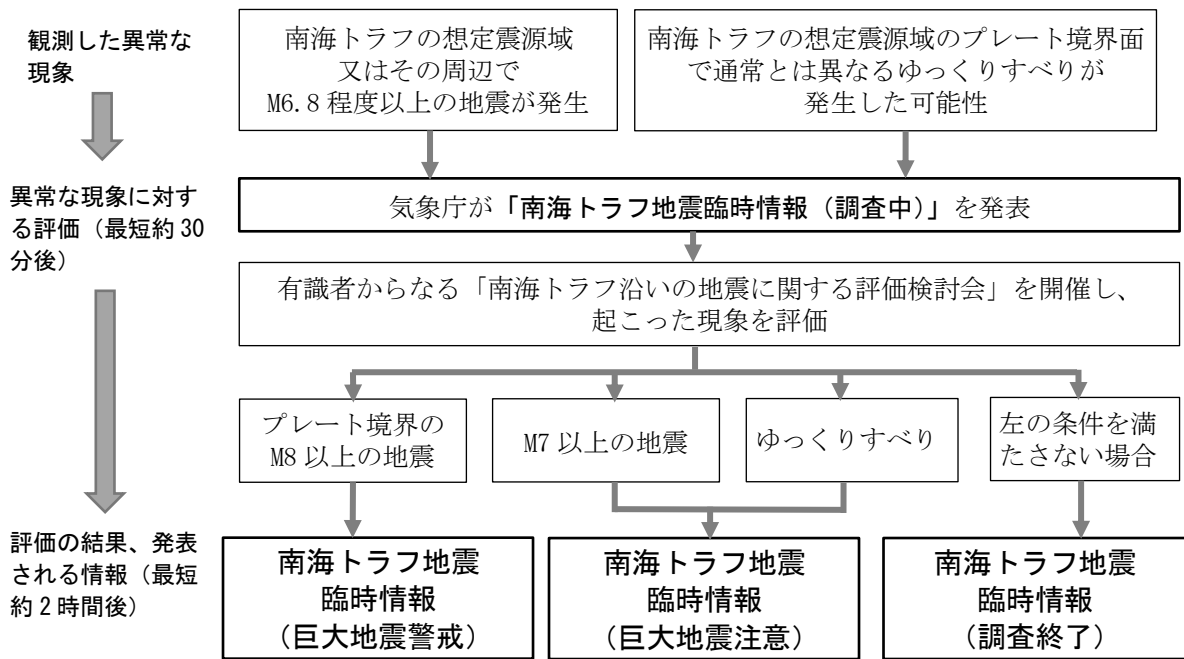 観測した異常な
現象
南海トラフの想定震源域
又はその周辺で
M6.8 程度以上の地震が発生
南海トラフの想定震源域のプレート境界面
で通常とは異なるゆっくりすべりが
発生した可能性
異常な現象に対す
る評価（最短約 30
分後）
気象庁が「南海トラフ地震臨時情報（調査中）」を発表
有識者からなる「南海トラフ沿いの地震に関する評価検討会」を開催し、
起こった現象を評価
プレート境界の
M8 以上の地震
M7 以上の地震
ゆっくりすべり
左の条件を満
たさない場合
評価の結果、発表
される情報（最短
約 2 時間後）
南海トラフ地震
臨時情報
（巨大地震警戒）
南海トラフ地震
臨時情報
（巨大地震注意）
南海トラフ地震
臨時情報
（調査終了）